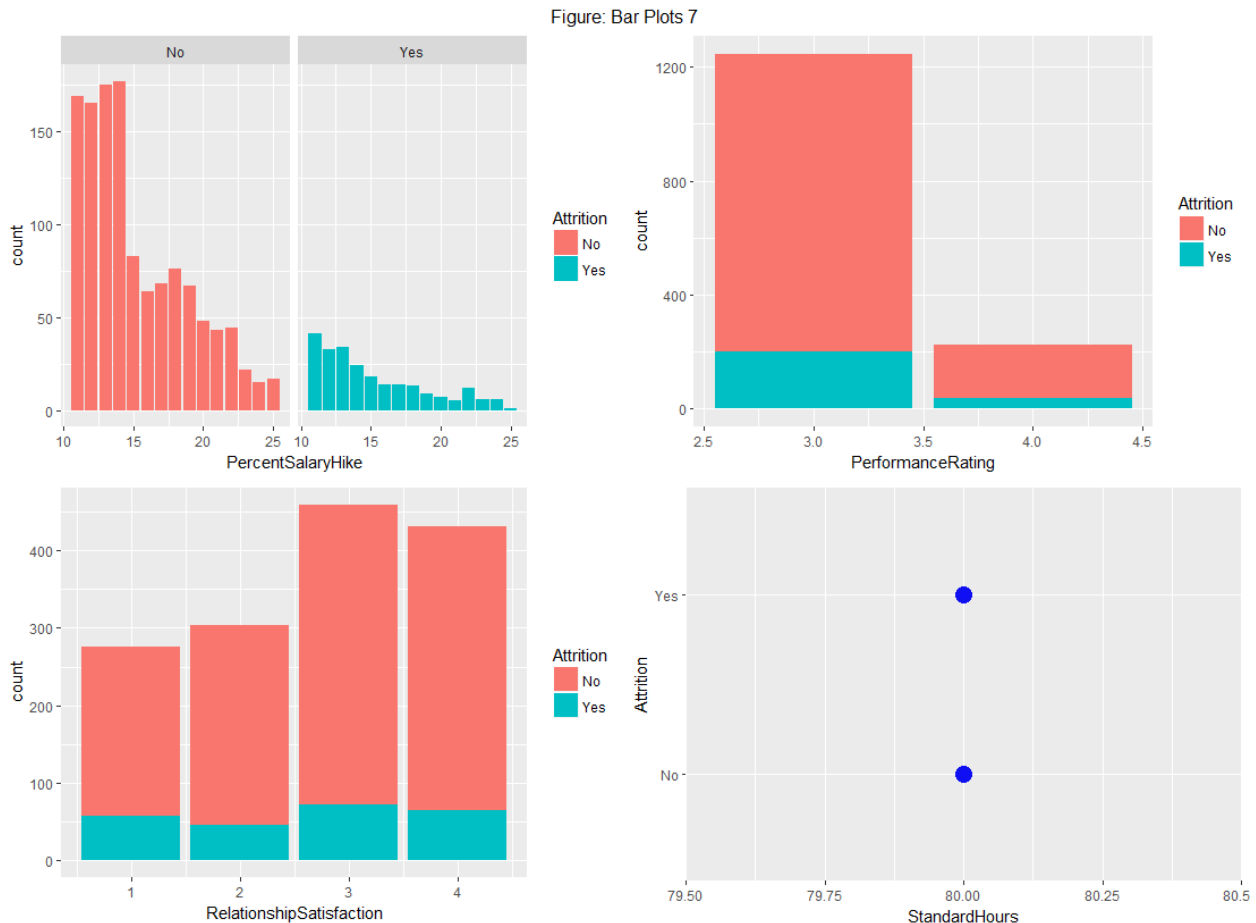 Figure: Bar Plots 7
No
Yes
150
100
50
0
count
10
15
20
25
10
15
20
25
PercentSalaryHike
Attrition
No
Yes
1200
800
400
0
count
2.5
3.0
3.5
4.0
4.5
PerformanceRating
Attrition
No
Yes
400
300
200
100
0
count
1
2
3
4
RelationshipSatisfaction
Attrition
No
Yes
Yes
No
Attrition
79.50
79.75
80.00
80.25
80.5
StandardHours